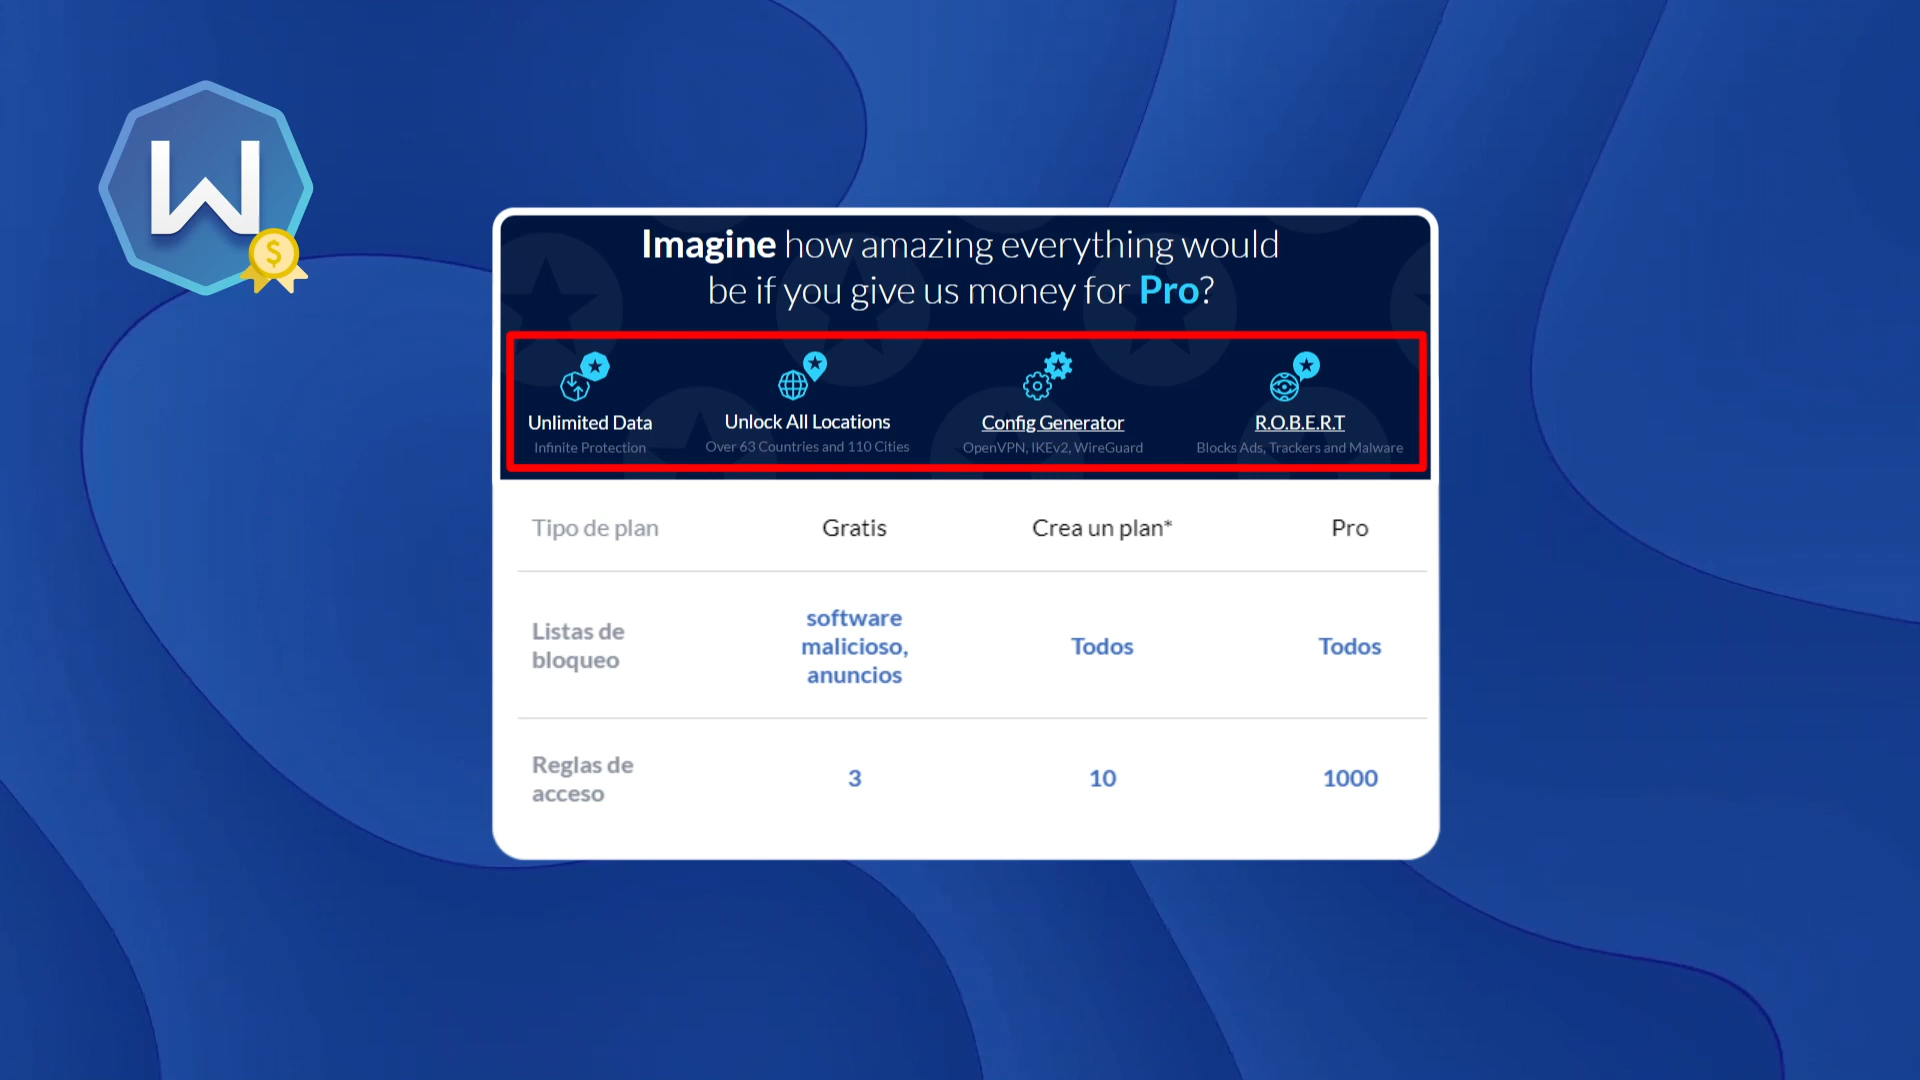 W
$
Imagine how amazing everything would
be if you give us money for Pro?
Unlimited Data
Infinite Protection
Unlock All Locations
Over 63 Countries and 110 Cities
Config Generator
OpenVPN, IKEv2, WireGuard
R.O.B.E.R.T
Blocks Ads, Trackers and Malware
Tipo de plan
Gratis
Crea un plan*
Pro
Listas de
bloqueo
software
malicioso,
anuncios
Todos
Todos
Reglas de
acceso
3
10
1000